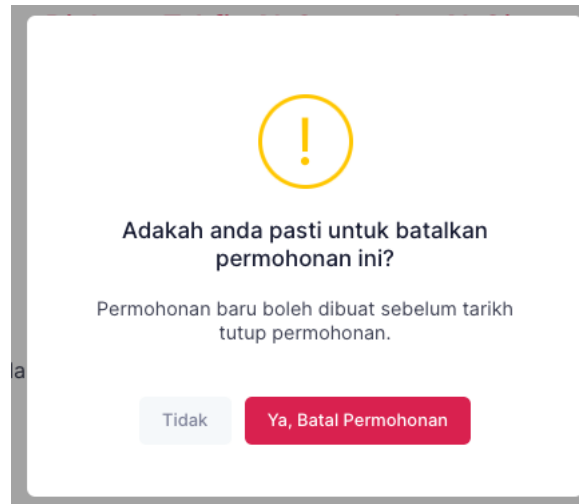 !
Adakah anda pasti untuk batalkan
permohonan ini?
Permohonan baru boleh dibuat sebelum tarikh
tutup permohonan.
la
Tidak
Ya, Batal Permohonan